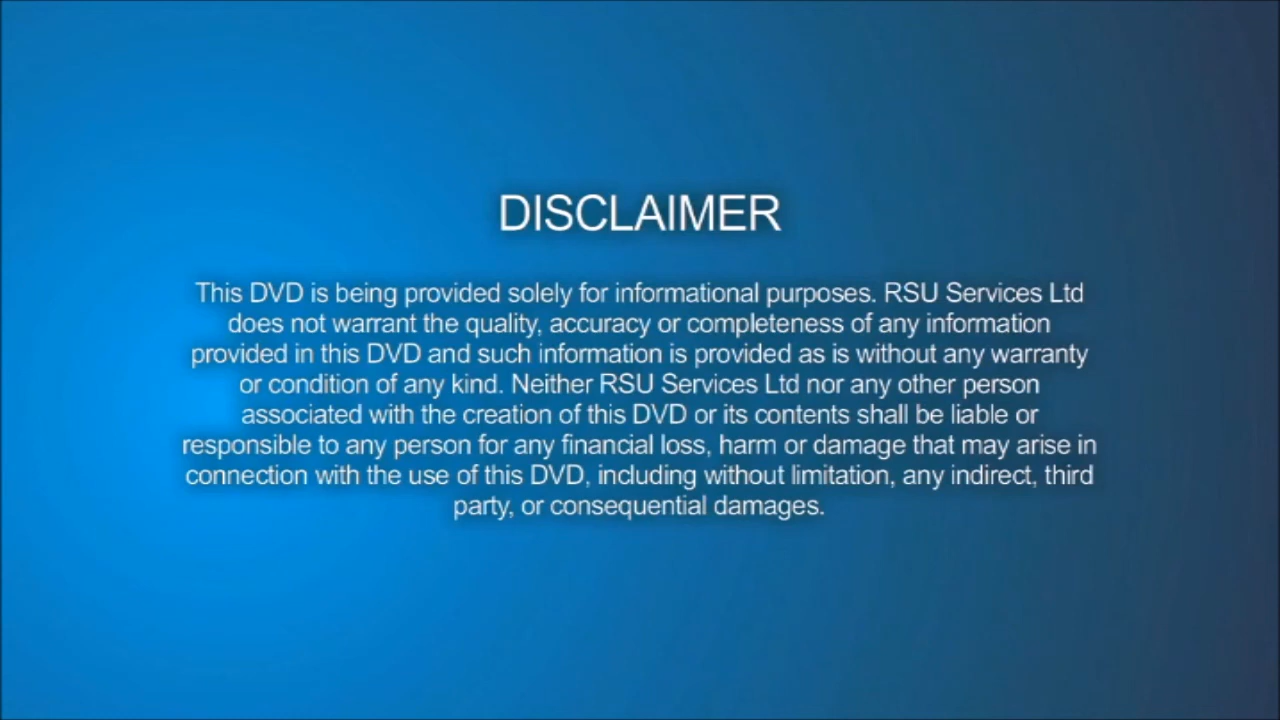 DISCLAIMER
This DVD is being provided solely for informational purposes. RSU Services Ltd
does not warrant the quality, accuracy or completeness of any information
provided in this DVD and such information is provided as is without any warranty
or condition of any kind. Neither RSU Services Ltd nor any other person
associated with the creation of this DVD or its contents shall be liable or
responsible to any person for any financial loss, harm or damage that may arise in
connection with the use of this DVD, including without limitation, any indirect, third
party, or consequential damages.